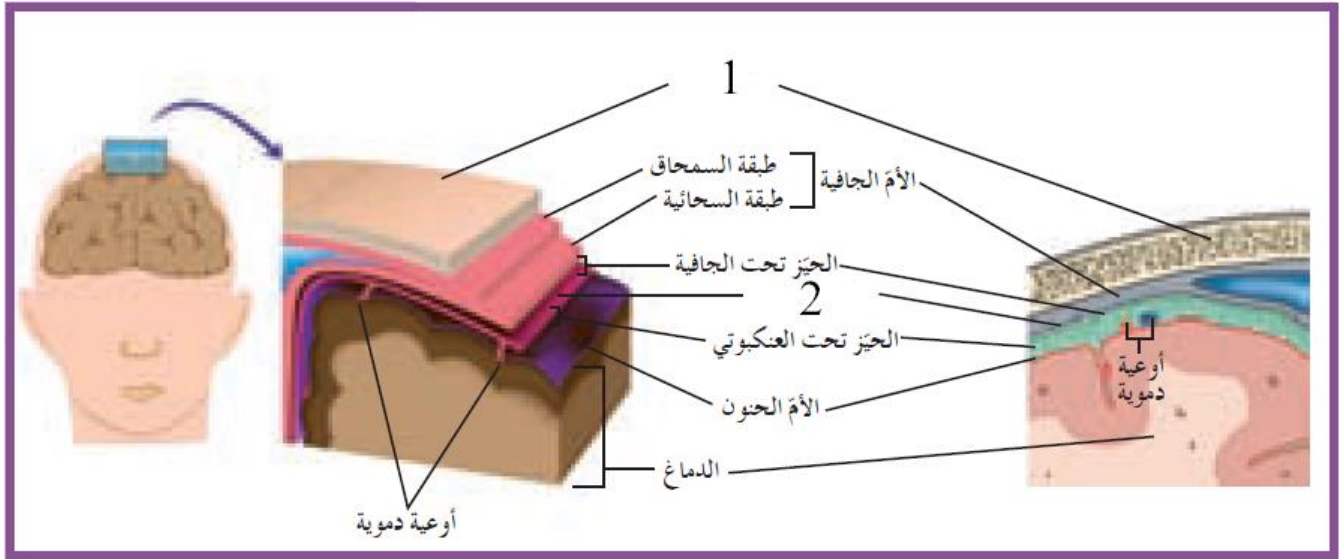 1
طبقة السمحاق
الأمّ الجافية
طبقة السحائية
الحيّز تحت الجافية
2
الحيّز تحت العنكبوتي
أوعية
دموية
الأمّ الحنون
الدماغ
أوعية دموية